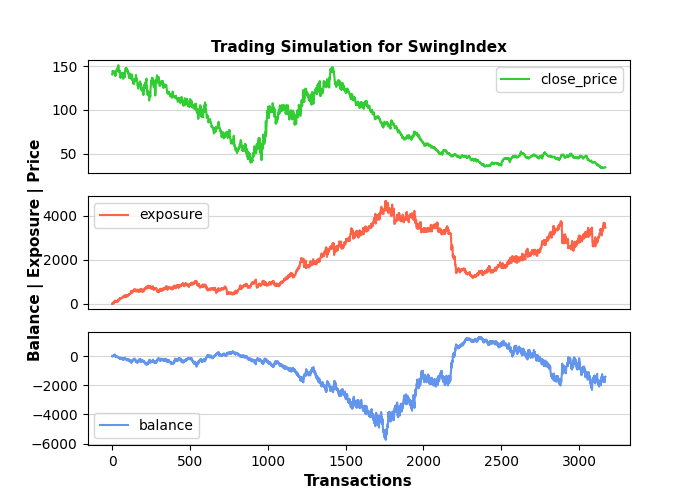 Trading Simulation for SwingIndex
150
100
50
close_price
Balance | Exposure | Price
4000
2000
0
exposure
0
−2000
−4000
−6000
balance
0 500 1000 1500 2000 2500 3000
Transactions